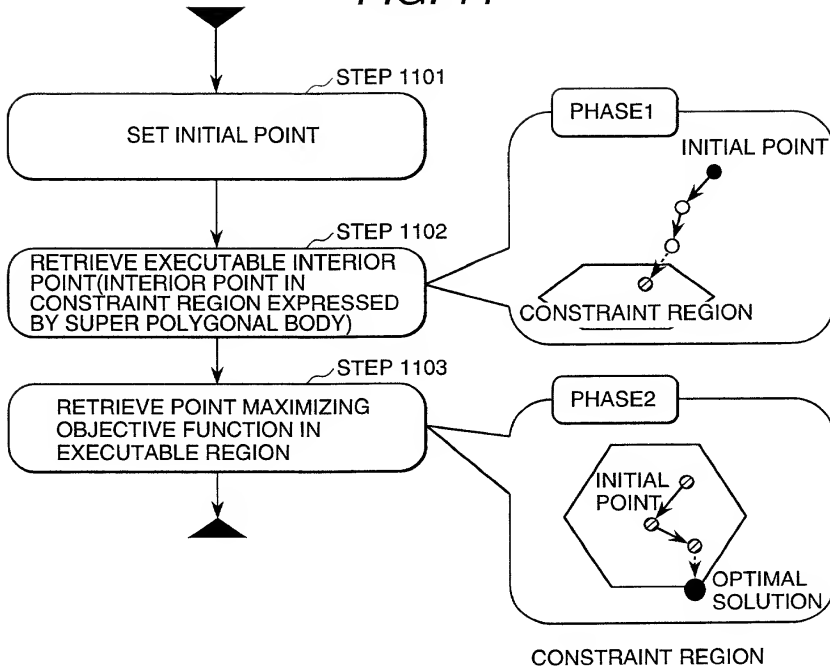 STEP 1101
SET INITIAL POINT
STEP 1102
RETRIEVE EXECUTABLE INTERIOR
POINT(INTERIOR POINT IN
CONSTRAINT REGION EXPRESSED
BY SUPER POLYGONAL BODY)
STEP 1103
RETRIEVE POINT MAXIMIZING
OBJECTIVE FUNCTION IN
EXECUTABLE REGION
PHASE1
INITIAL POINT
CONSTRAINT REGION
PHASE2
INITIAL
POINT
OPTIMAL
SOLUTION
CONSTRAINT REGION